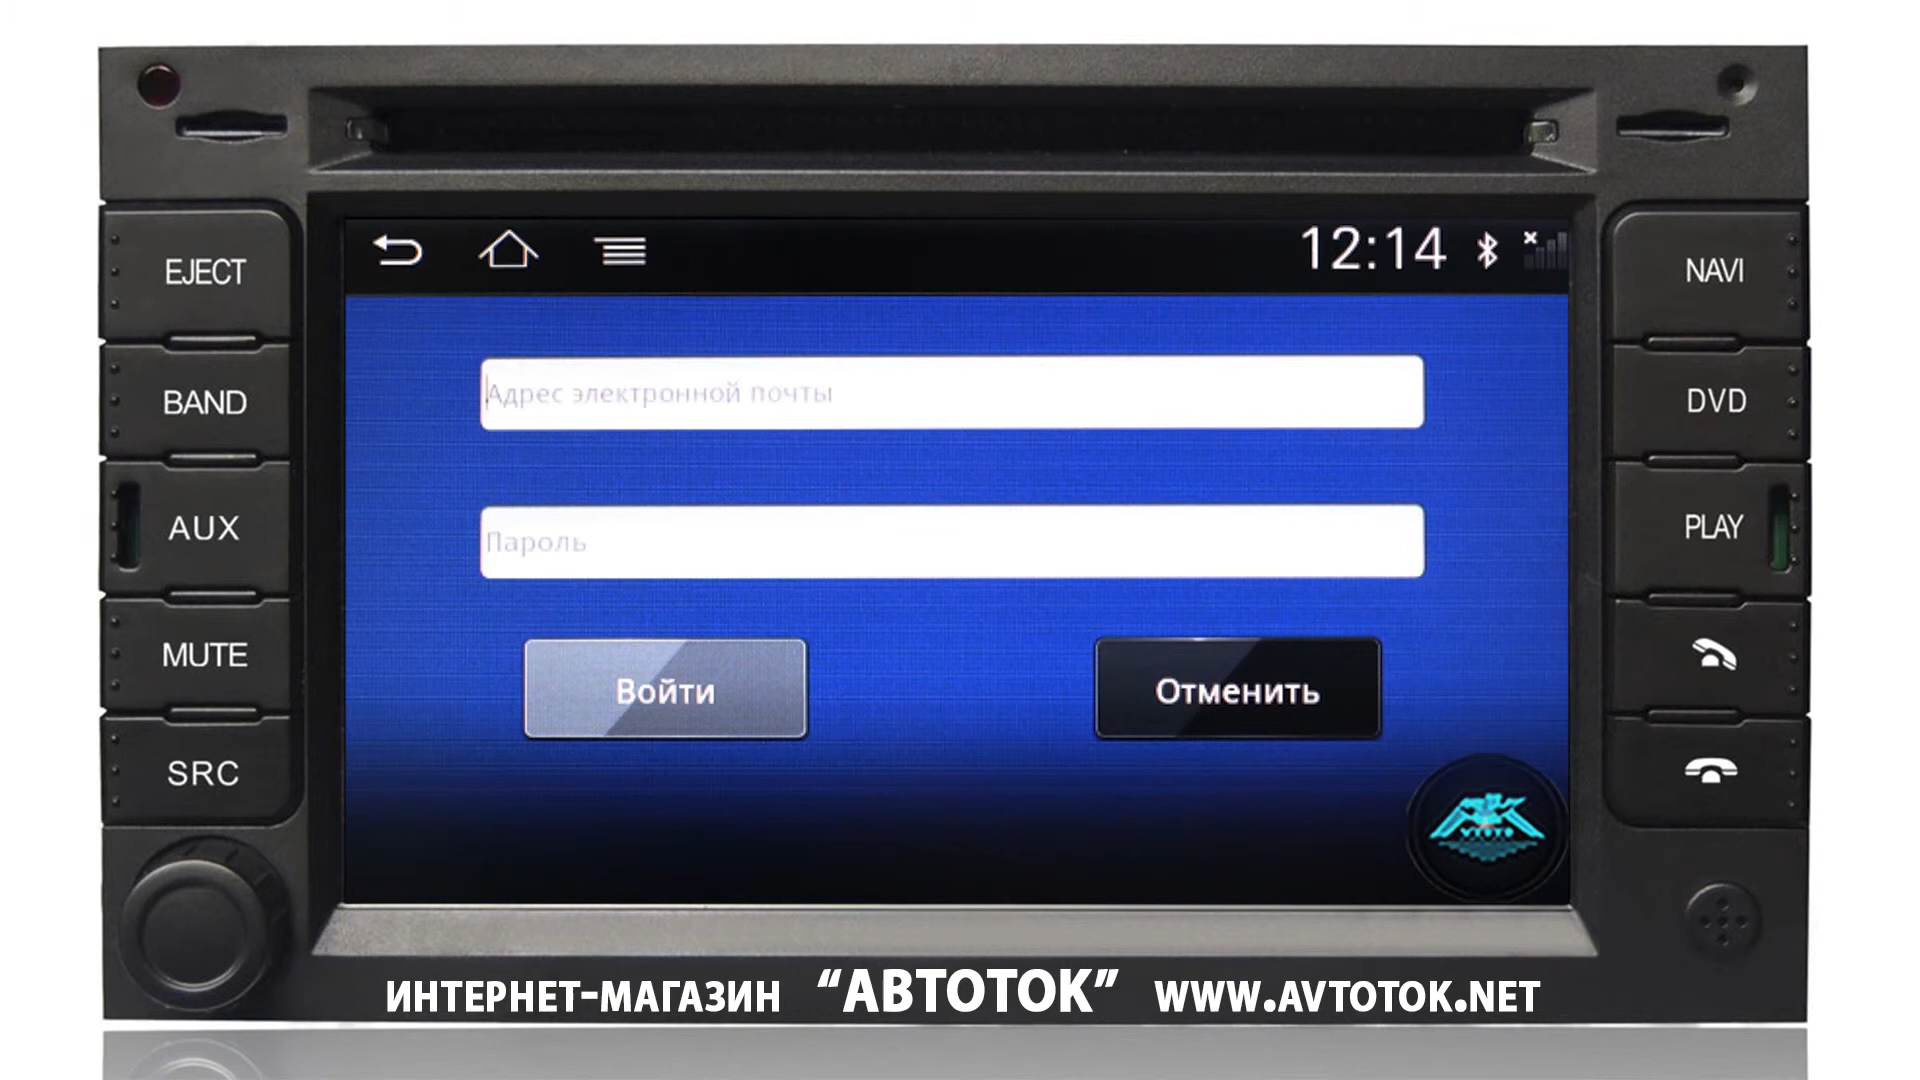 12:14
EJECT
NAVI
Адрес электронной почты
BAND
DVD
AUX
PLAY
Пароль
MUTE
Войти
Отменить
SRC
ИНТЕРНЕТ-МАГАЗИН “АВТОТОК” WWW.AVTOTOK.NET